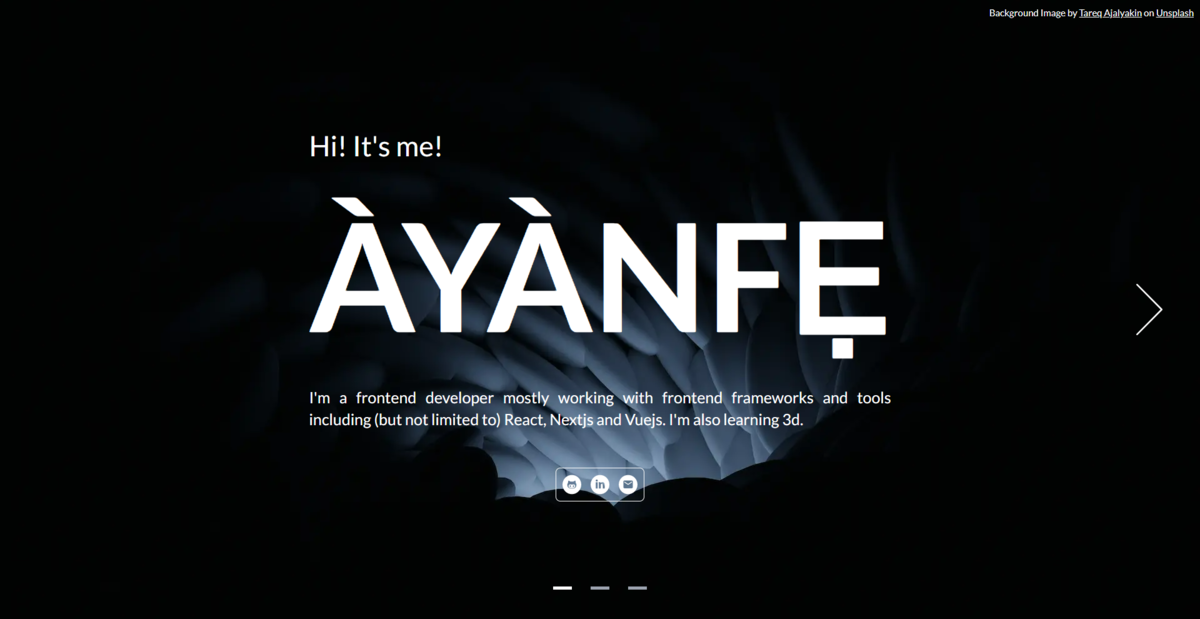 Background Image by Tareq Ajalyakin on Unsplash
Hi! It's me!
ÀYÀNFẸ
I'm a frontend developer mostly working with frontend frameworks and tools
including (but not limited to) React, Nextjs and Vuejs. I'm also learning 3d.
in